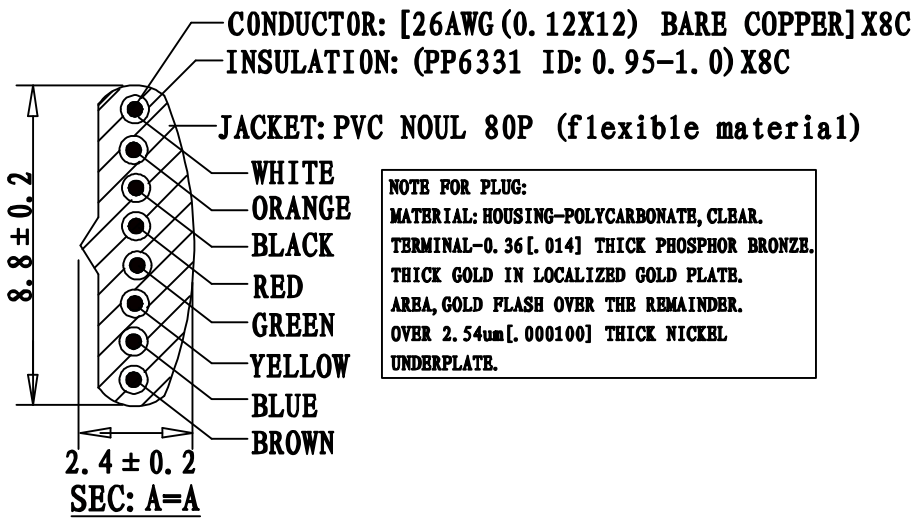 CONDUCTOR: [26AWG(0.12X12) BARE COPPER]X8C
INSULATION: (PP6331 ID:0.95-1.0)X8C
JACKET: PVC NOUL 80P (flexible material)
WHITE
ORANGE
BLACK
RED
GREEN
YELLOW
BLUE
BROWN
8.8±0.2
2.4±0.2
SEC: A=A
NOTE FOR PLUG:
MATERIAL:HOUSING-POLYCARBONATE,CLEAR.
TERMINAL-0.36[.014] THICK PHOSPHOR BRONZE.
THICK GOLD IN LOCALIZED GOLD PLATE.
AREA,GOLD FLASH OVER THE REMAINDER.
OVER 2.54um[.000100] THICK NICKEL
UNDERPLATE.